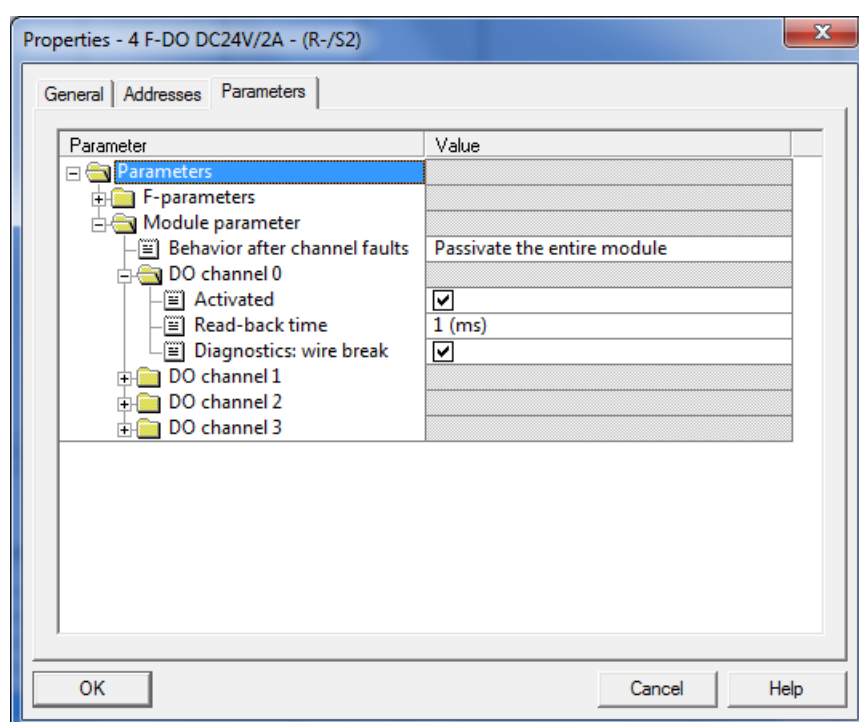 Properties - 4 F-DO DC24V/2A - (R-/S2)
General Addresses Parameters
Parameter Value
Parameters
F-parameters
Module parameter
Behavior after channel faults Passivate the entire module
DO channel 0
Activated
Read-back time 1 (ms)
Diagnostics: wire break
DO channel 1
DO channel 2
DO channel 3
OK Cancel Help